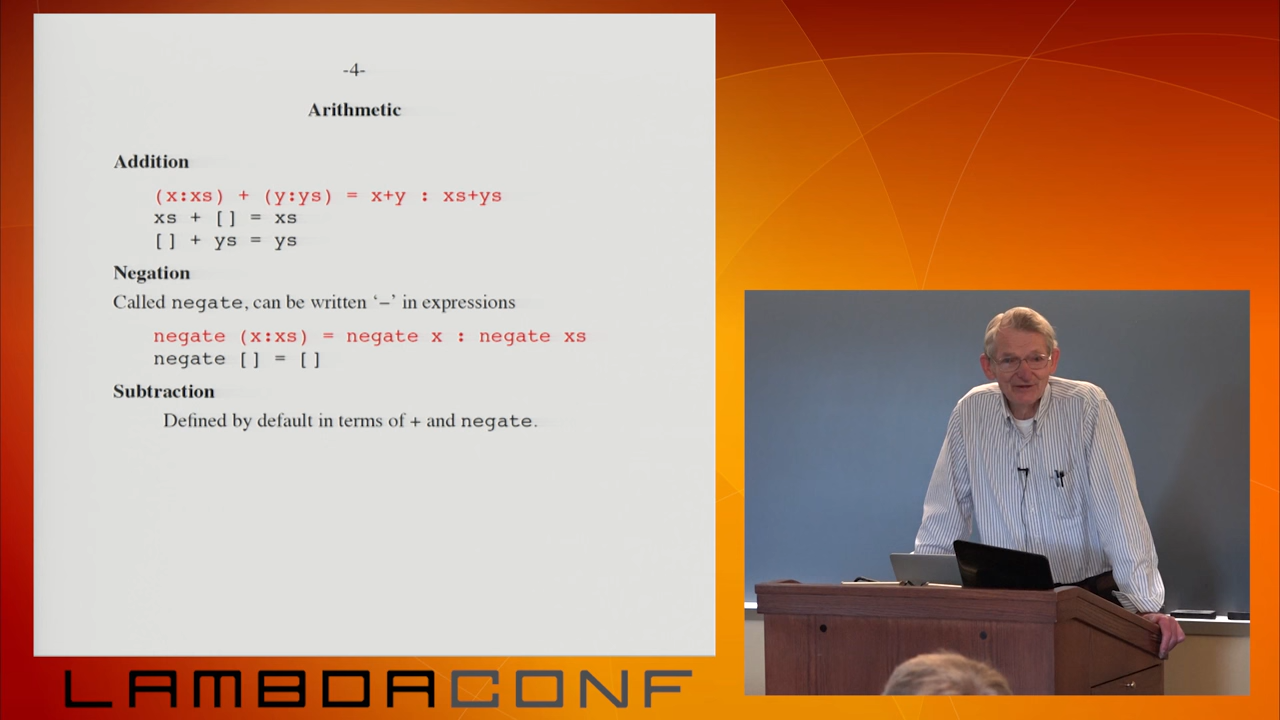 -4-
Arithmetic
Addition
(x:xs) + (y:ys) = x+y : xs+ys
xs + [] = xs
[] + ys = ys
Negation
Called negate, can be written ‘−’ in expressions
negate (x:xs) = negate x : negate xs
negate [] = []
Subtraction
Defined by default in terms of + and negate.
LAMBDACONF